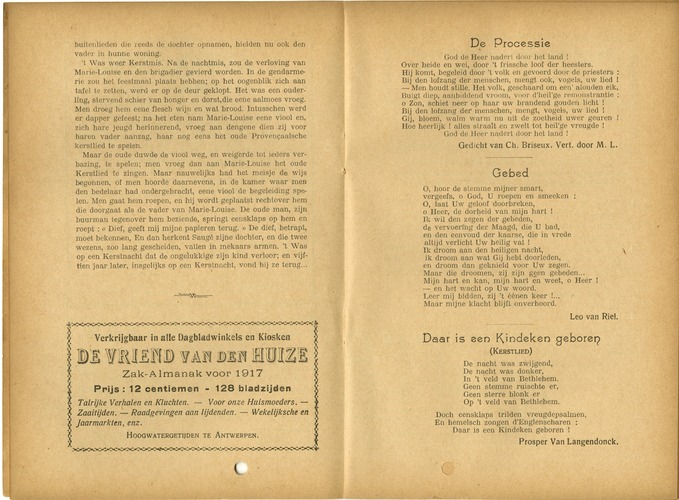 buitenlieden die reeds de dochter opnamen, hielden nu ook den
vader in hunne woning.
't Was weer Kerstmis. Na de nachtmis, zou de verloving van
Marie-Louise en den brigadier gevierd worden. In de gendarme-
rie zou het feestmaal plaats hebben; op het oogenblik zich aan
tafel te zetten, werd er op de deur geklopt. Het was een ouder-
ling, stervend schier van honger en dorst, die eene aalmoes vroeg.
Men droeg hem eene flesch wijn en wat brood. Intusschen werd
er dapper gefeest; na het eten nam Marie-Louise eene viool en,
zich hare jeugd herinnerend, vroeg aan dengene dien zij voor
haren vader aanzag, haar nog eens het oude Provençaalsche
kerstlied te spelen.
Maar de oude duwde de viool weg, en weigerde tot ieders ver-
bazing, te spelen; men vroeg dan aan Marie-Louise het oude
Kerstlied te zingen. Maar nauwelijks had het meisje de wijs
begonnen, of men hoorde daarnevens, in de kamer waar men
den bedelaar had ondergebracht, eene viool de begeleiding spe-
len. Men gaat hem roepen, en hij wordt geplaatst rechtover hem
die doorgaat als de vader van Marie-Louise. De oude man, zijn
buurman tegenover hem beziende, springt eensklaps op hem en
roept : « Dief, geeft mij mijne papieren terug. » De dief, betrapt,
moet bekennen. En dan herkent Saugé zijne dochter, en die twee
wezens, zoo lang gescheiden, vallen in mekaars armen. 't Was
op een Kerstnacht dat de ongelukkige zijn kind verloor; en vijf-
tien jaar later, insgelijks op een Kerstnacht, vond hij ze terug...
Verkrijgbaar in alle Dagbladwinkels en Kiosken
DE VRIEND VAN DEN HUIZE
Zak-Almanak voor 1917
Prijs : 12 centiemen - 128 bladzijden
Talrijke Verhalen en Kluchten. — Voor onze Huismoeders. —
Zaaitijden. — Raadgevingen aan lijdenden. — Wekelijksche en
Jaarmarkten, enz.
HOOGWATERGETIJDEN TE ANTWERPEN.
De Processie
God de Heer nadert door het land !
Over heide en wei, door 't frissche loof der heesters.
Hij komt, begeleid door 't volk en gevoerd door de priesters :
Bij den lofzang der menschen, mengt ook, vogels, uw lied !
— Men houdt stille. Het volk, geschaard om een' alouden eik,
Buigt diep, aanbiddend vroom, voor d'heil'ge remonstrantie :
o Zon, schiet neer op haar uw brandend gouden licht !
Bij den lofzang der menschen, mengt, vogels, uw lied !
Gij, bloem, walm warm nu uit de zoetheid uwer geuren !
Hoe heerlijk ! alles straalt en zwelt tot heil'ge vreugde !
God de Heer nadert door het land !
Gedicht van Ch. Briseux. Vert. door M. L.
Gebed
O, hoor de stemme mijner smart,
vergeefs, o God, U roepen en smeeken ;
O, laat Uw geloof doorbreken,
o Heer, de dorheid van mijn hart !
Ik wil den zegen der gebeden,
de vervoering der Maagd, die U bad,
en den eenvoud der kaarse, die in vrede
altijd verlicht Uw heilig vat !
Ik droom aan den heiligen nacht,
ik droom aan wat Gij hebt doorleden,
en droom dan geknield voor Uw zegen.
Maar die droomen, zij zijn geen gebeden...
Mijn hart en kan, mijn hart en weet, o Heer !
— en het wacht op Uw woord.
Leer mij bidden, zij 't éénen keer !...
Maar mijne klacht blijft onverhoord.
Leo van Riel.
Daar is een Kindeken geboren
(KERSTLIED)
De nacht was zwijgend,
De nacht was donker,
In 't veld van Bethlehem.
Geen stemme ruischte er,
Geen sterre blonk er
Op 't veld van Bethlehem.
Doch eensklaps trilden vreugdepsalmen,
En hemelsch zongen d'Englenscharen :
Daar is een Kindeken geboren !
Prosper Van Langendonck.